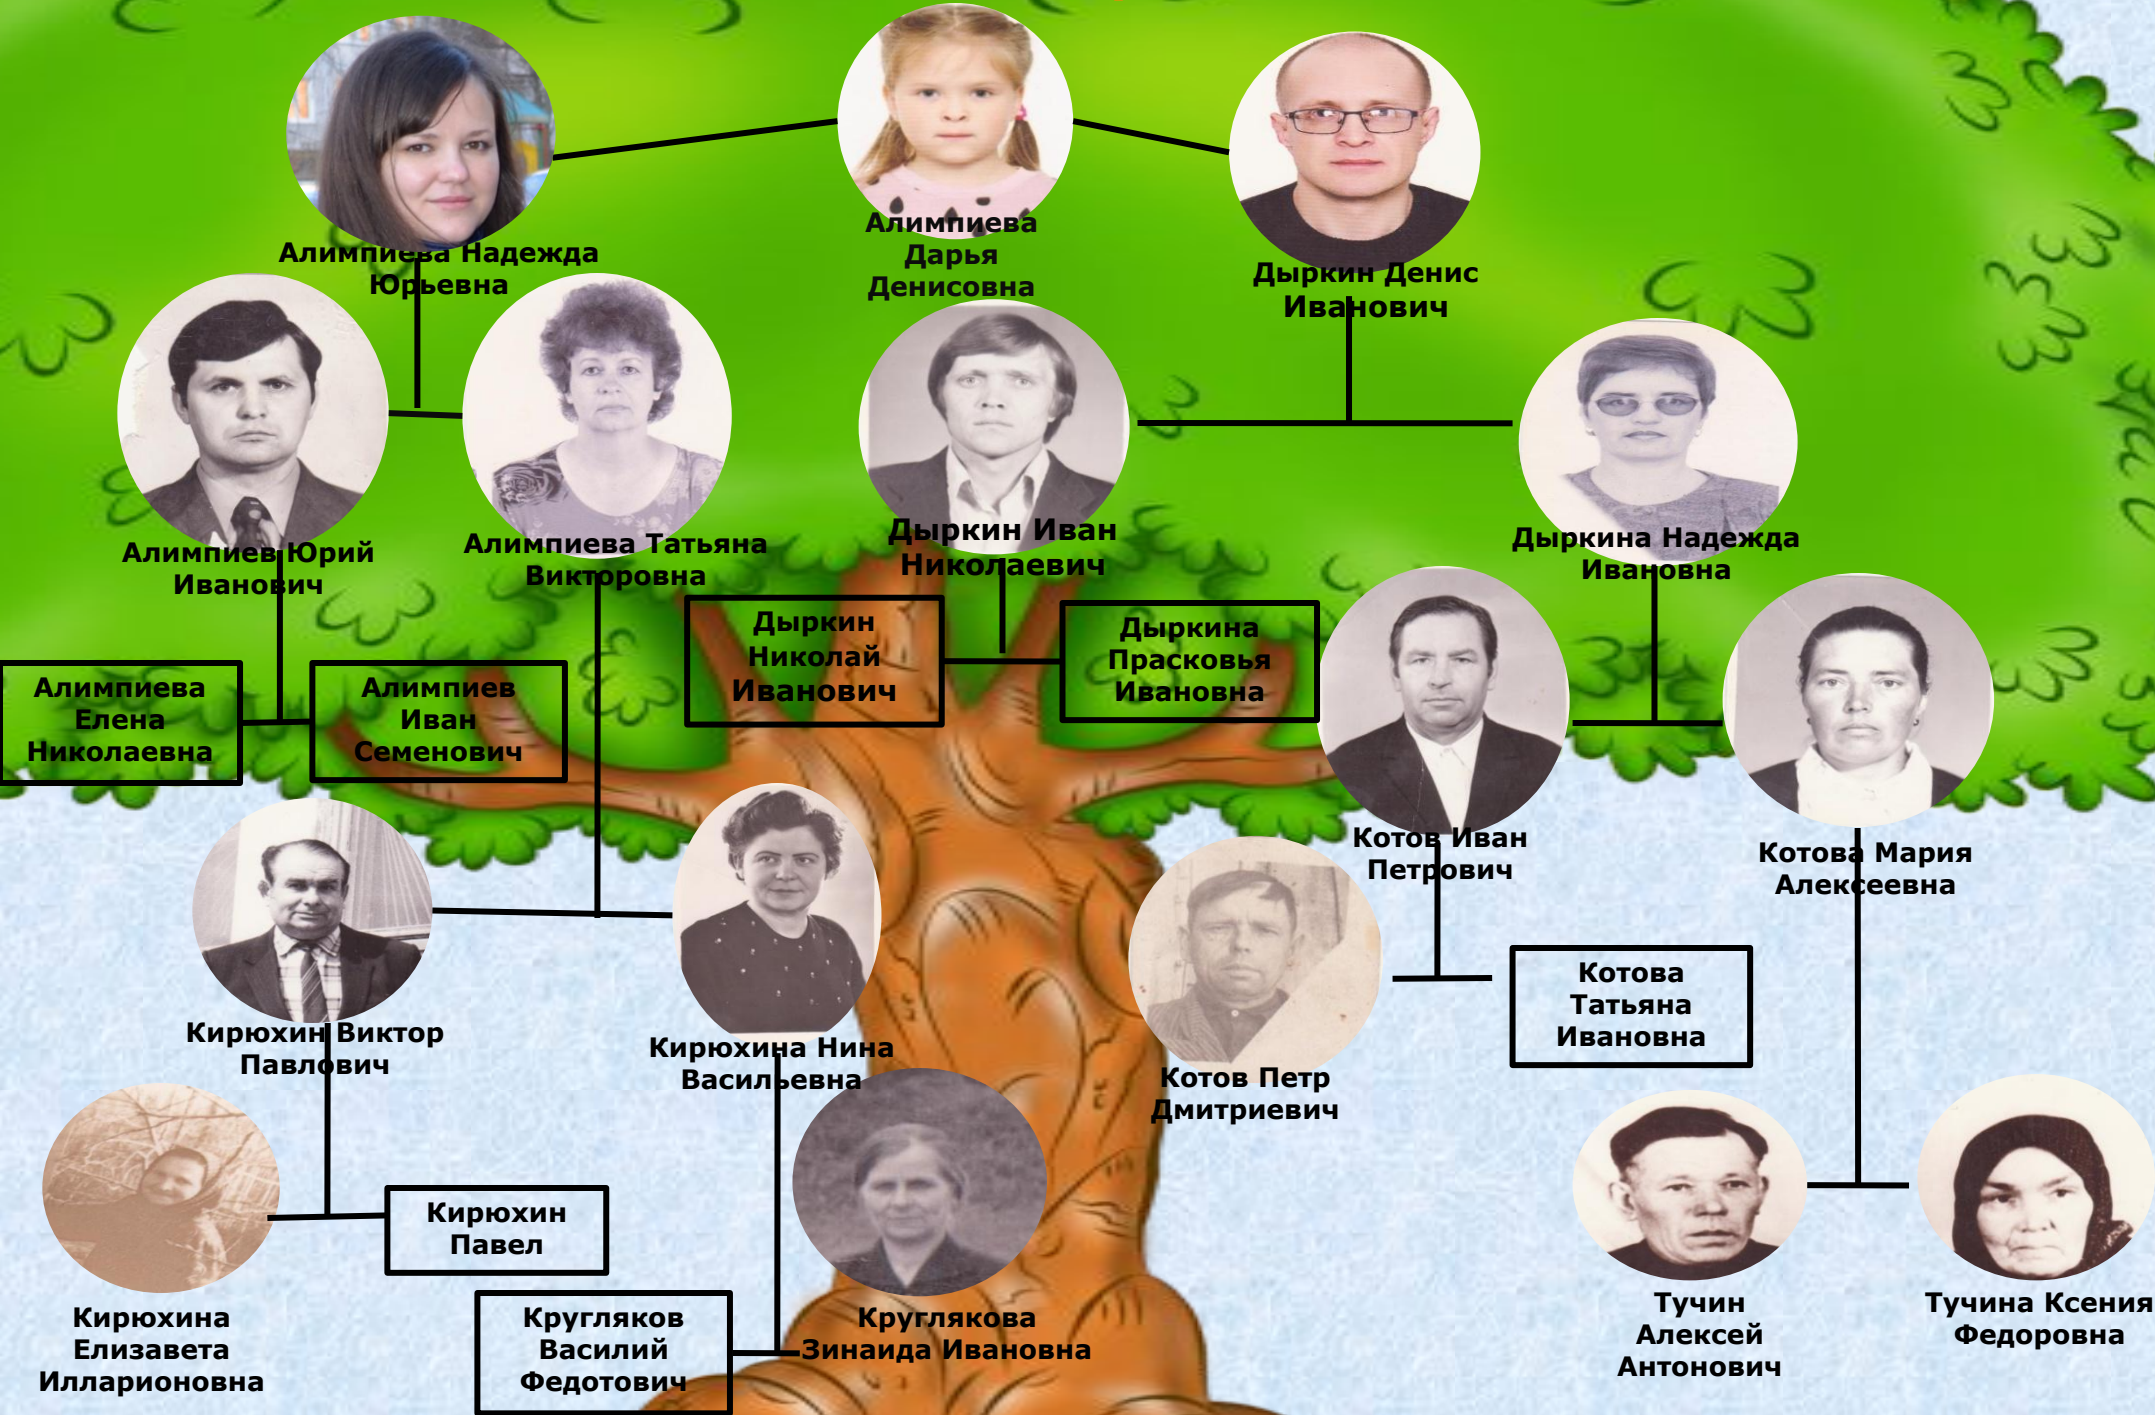 Алимпиева Надежда
Юрьевна
Алимпиева
Дарья
Денисовна
Дыркин Денис
Иванович
Алимпиев Юрий
Иванович
Алимпиева Татьяна
Викторовна
Дыркин Иван
Николаевич
Дыркина Надежда
Ивановна
Алимпиева
Елена
Николаевна
Алимпиев
Иван
Семенович
Дыркин
Николай
Иванович
Дыркина
Прасковья
Ивановна
Котов Иван
Петрович
Котова Мария
Алексеевна
Кирюхин Виктор
Павлович
Кирюхина Нина
Васильевна
Котов Петр
Дмитриевич
Котова
Татьяна
Ивановна
Кирюхина
Елизавета
Илларионовна
Кирюхин
Павел
Кругляков
Василий
Федотович
Круглякова
Зинаида Ивановна
Тучин
Алексей
Антонович
Тучина Ксения
Федоровна